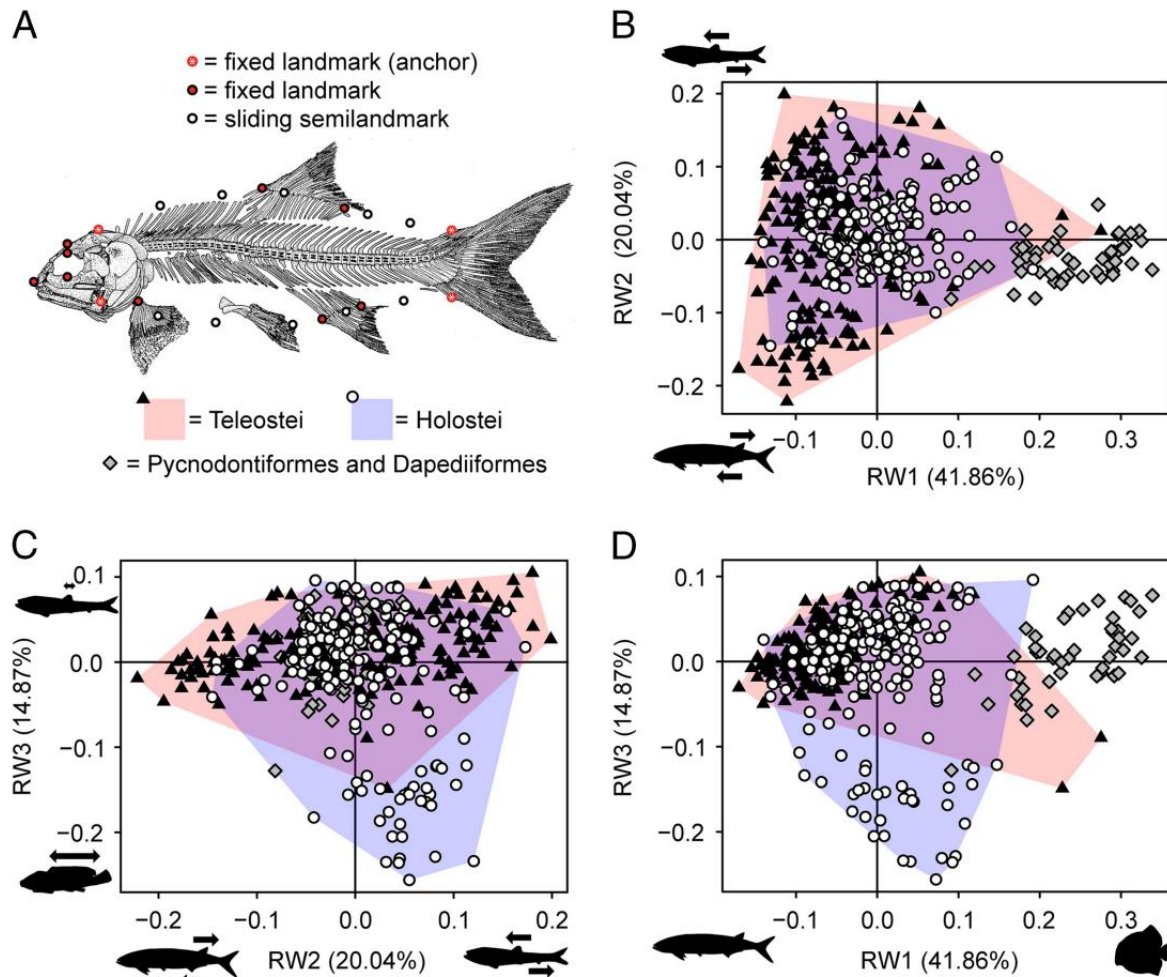 A
= fixed landmark (anchor)
= fixed landmark
= sliding semilandmark
= Teleostei
= Holostei
= Pycnodontiformes and Dapediiformes
B
RW2 (20.04%)
0.2
0.1
0.0
−0.1
−0.2
−0.1 0.0 0.1 0.2 0.3
RW1 (41.86%)
C
RW3 (14.87%)
0.1
0.0
−0.1
−0.2
−0.2 −0.1 0.0 0.1 0.2
RW2 (20.04%)
D
RW3 (14.87%)
0.1
0.0
−0.1
−0.2
−0.1 0.0 0.1 0.2 0.3
RW1 (41.86%)